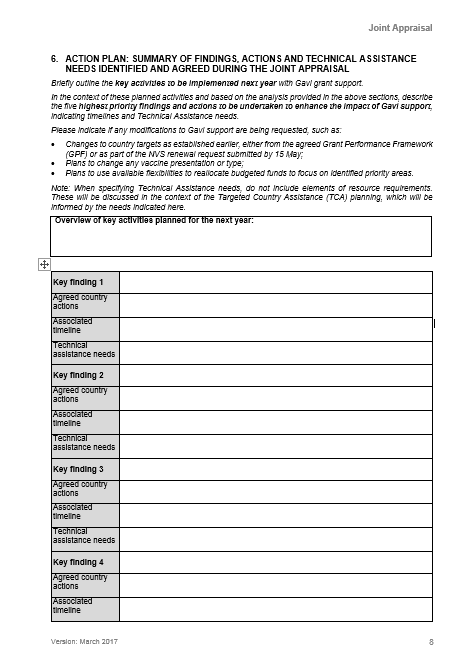 Joint Appraisal
6. ACTION PLAN: SUMMARY OF FINDINGS, ACTIONS AND TECHNICAL ASSISTANCE
NEEDS IDENTIFIED AND AGREED DURING THE JOINT APPRAISAL
Briefly outline the key activities to be implemented next year with Gavi grant support.
In the context of these planned activities and based on the analysis provided in the above sections, describe
the five highest priority findings and actions to be undertaken to enhance the impact of Gavi support,
indicating timelines and Technical Assistance needs.
Please indicate if any modifications to Gavi support are being requested, such as:
• Changes to country targets as established earlier, either from the agreed Grant Performance Framework
(GPF) or as part of the NVS renewal request submitted by 15 May;
• Plans to change any vaccine presentation or type;
• Plans to use available flexibilities to reallocate budgeted funds to focus on identified priority areas.
Note: When specifying Technical Assistance needs, do not include elements of resource requirements.
These will be discussed in the context of the Targeted Country Assistance (TCA) planning, which will be
informed by the needs indicated here.
Overview of key activities planned for the next year:
Key finding 1
Agreed country
actions
Associated
timeline
Technical
assistance needs
Key finding 2
Agreed country
actions
Associated
timeline
Technical
assistance needs
Key finding 3
Agreed country
actions
Associated
timeline
Technical
assistance needs
Key finding 4
Agreed country
actions
Associated
timeline
Version: March 2017
8